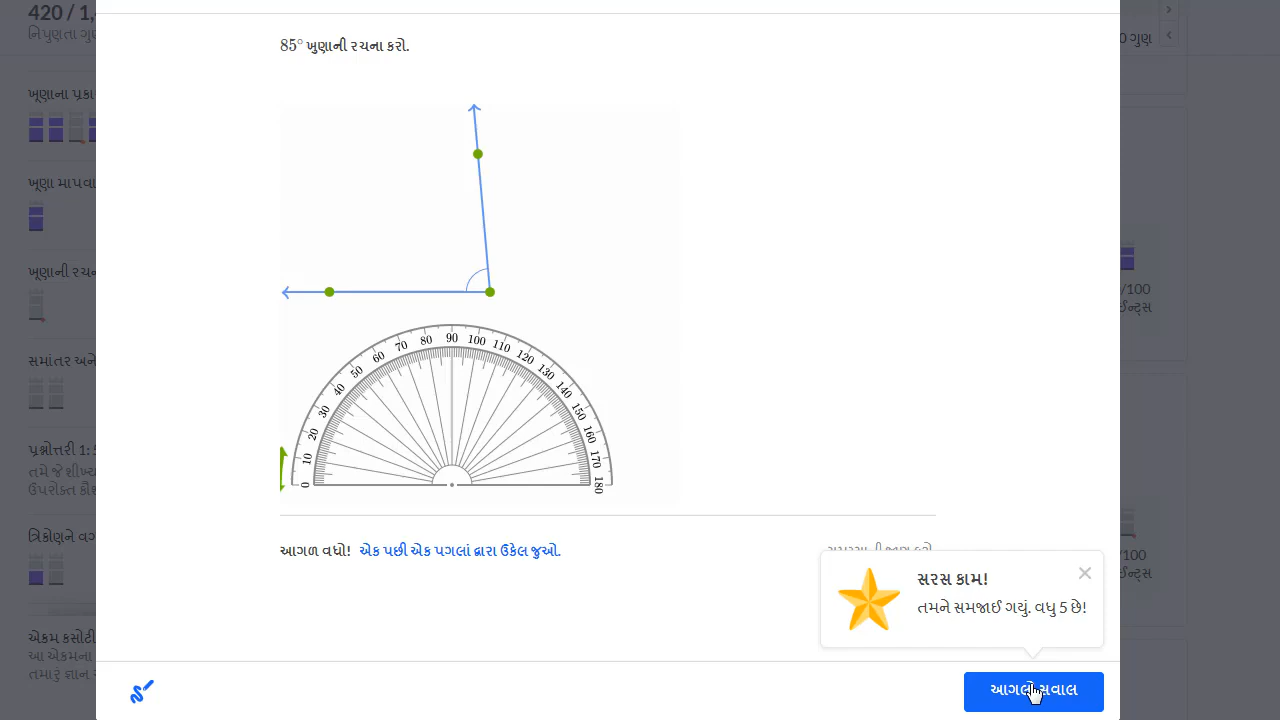 420 / 1,
નિપુણતા ગુણ
0 ગુણ
85° ખુણાની રચના કરો.
ખૂણાના પ્રકા
ખૂણા માપવા
ખૂણાની રચના
/100
ઈન્ટ્સ
સમાંતર અને
0 10 20 30 40 50 60 70 80 90 100 110 120 130 140 150 160 170 180
પ્રશ્નોત્તરી 1: 5
તમે જે શીખ્ય
ઉપરોક્ત કૌશ
ત્રિકોણને વર્ગ
આગળ વધો! એક પછી એક પગલાં દ્વારા ઉકેલ જુઓ.
/100
ઈન્ટ્સ
સરસ કામ!
તમને સમજાઈ ગયું. વધુ 5 છે!
એકમ કસોટી
આ એકમના
તમારું જ્ઞાન
આગલો સવાલ